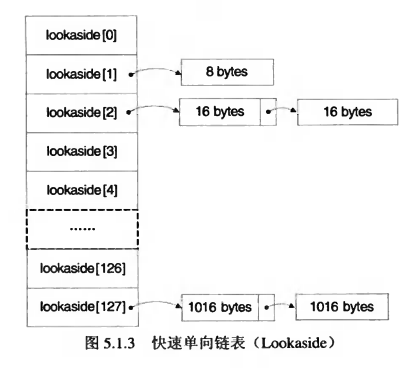 lookaside[0]
lookaside[1]
8 bytes
lookaside[2]
16 bytes
16 bytes
lookaside[3]
lookaside[4]
......
lookaside[126]
lookaside[127]
1016 bytes
1016 bytes
图 5.1.3 快速单向链表（Lookaside）